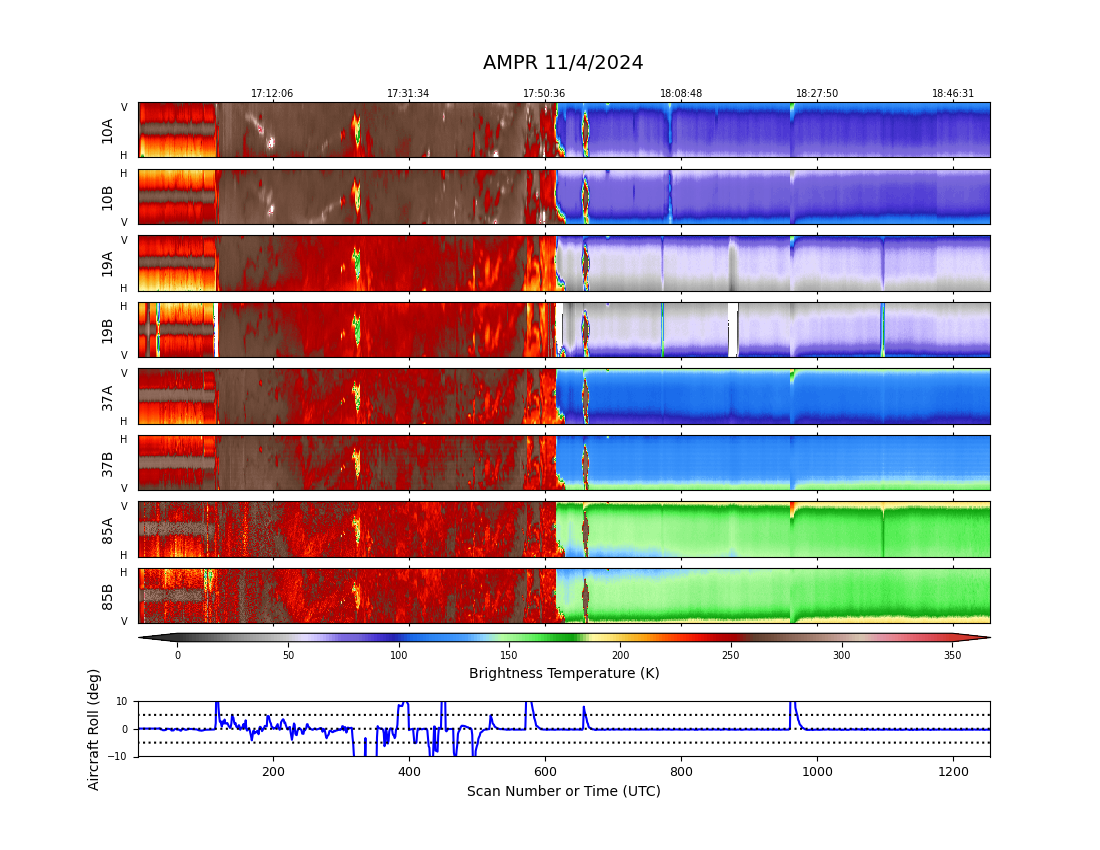 AMPR 11/4/2024
17:12:06 17:31:34 17:50:36 18:08:48 18:27:50 18:46:31
V
10A
H
H
10B
V
V
19A
H
H
19B
V
V
37A
H
H
37B
V
V
85A
H
H
85B
V
0 50 100 150 200 250 300 350
Brightness Temperature (K)
Aircraft Roll (deg)
10
0
−10
200 400 600 800 1000 1200
Scan Number or Time (UTC)